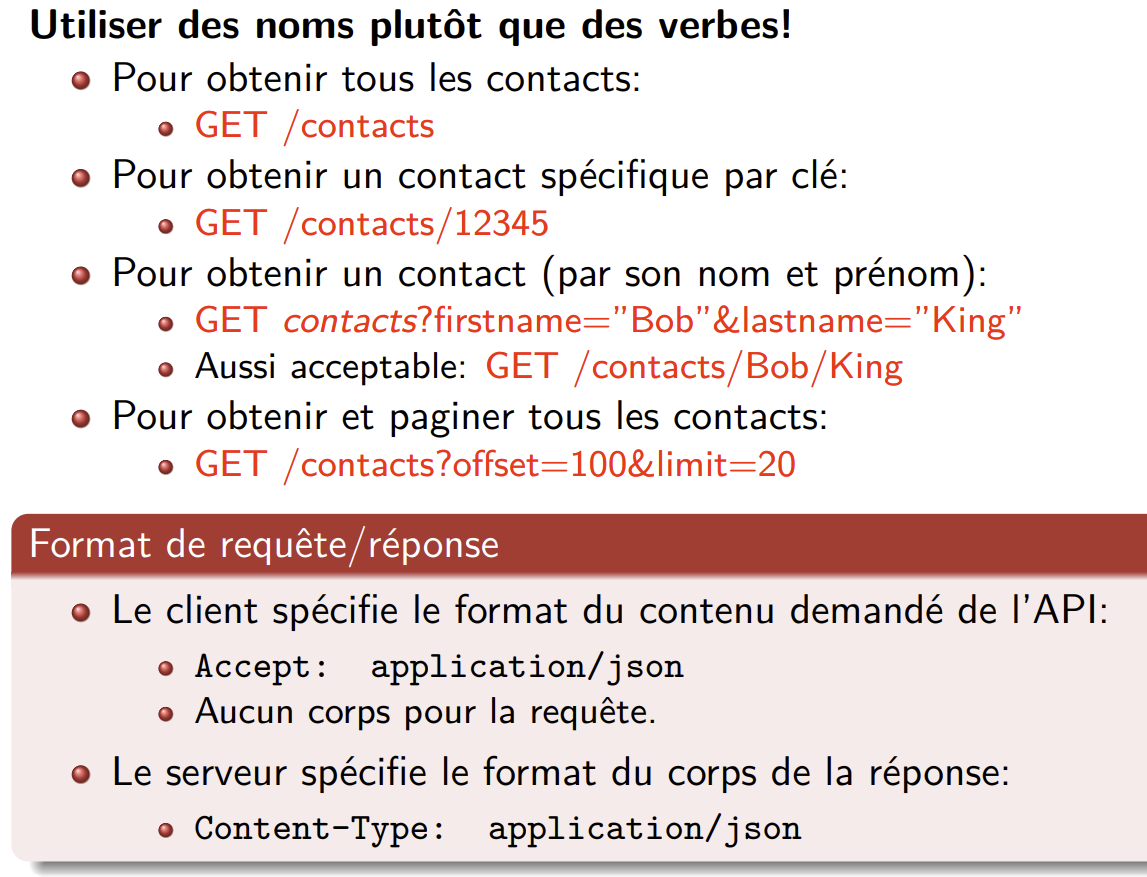 Utiliser des noms plutôt que des verbes!
Pour obtenir tous les contacts:
GET /contacts
Pour obtenir un contact spécifique par clé:
GET /contacts/12345
Pour obtenir un contact (par son nom et prénom):
GET contacts?firstname=”Bob”&lastname=”King”
Aussi acceptable: GET /contacts/Bob/King
Pour obtenir et paginer tous les contacts:
GET /contacts?offset=100&limit=20
Format de requête/réponse
Le client spécifie le format du contenu demandé de l’API:
Accept: application/json
Aucun corps pour la requête.
Le serveur spécifie le format du corps de la réponse:
Content-Type: application/json